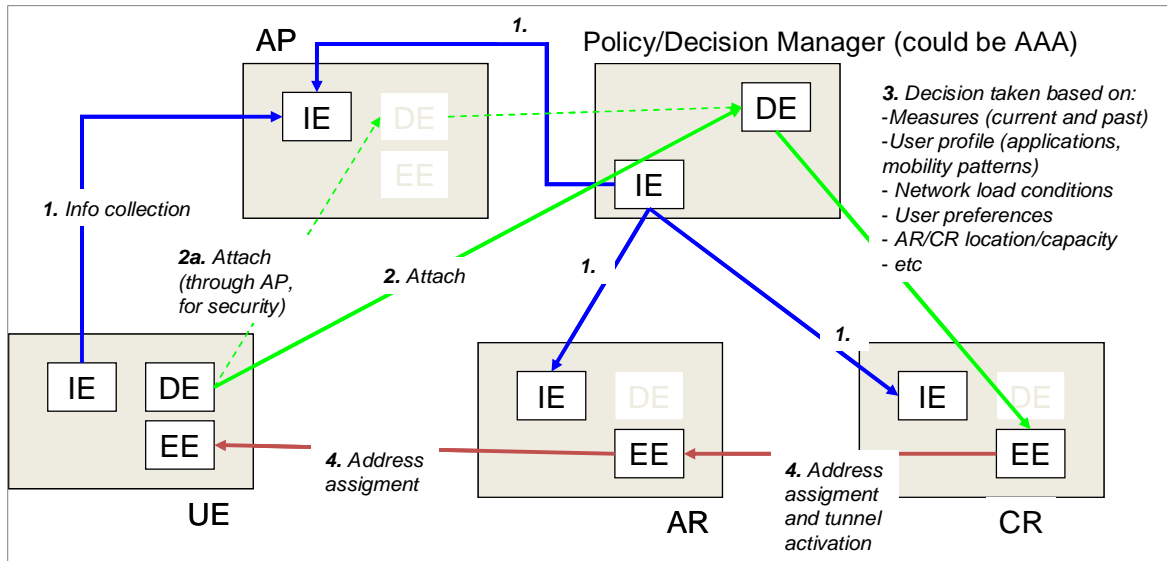 AP
1.
Policy/Decision Manager (could be AAA)
IE
DE
EE
DE
IE
3. Decision taken based on:
-Measures (current and past)
-User profile (applications,
mobility patterns)
- Network load conditions
- User preferences
- AR/CR location/capacity
- etc
1. Info collection
2a. Attach
(through AP,
for security)
2. Attach
1.
1.
IE
DE
EE
UE
IE
DE
EE
AR
IE
DE
EE
CR
4. Address
assigment
4. Address
assigment
and tunnel
activation